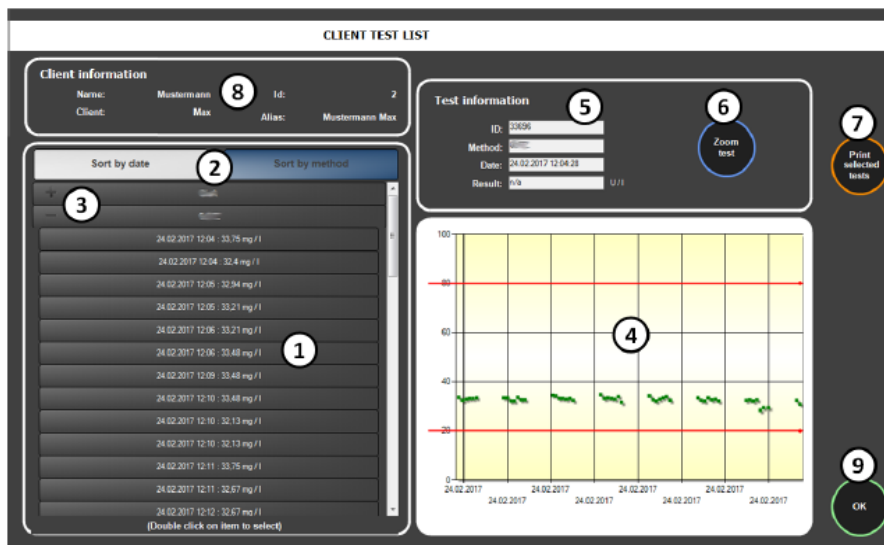 CLIENT TEST LIST
Client information
Name: Mustermann Id: 2
Client: Max Alias: Mustermann Max
8
Sort by date
Sort by method
2
+
3
−
24.02.2017 12:04 : 33,75 mg / l
24.02.2017 12:04 : 32,4 mg / l
24.02.2017 12:05 : 32,94 mg / l
24.02.2017 12:05 : 33,21 mg / l
24.02.2017 12:06 : 33,21 mg / l
24.02.2017 12:06 : 33,48 mg / l
1
24.02.2017 12:09 : 33,48 mg / l
24.02.2017 12:10 : 33,48 mg / l
24.02.2017 12:10 : 32,13 mg / l
24.02.2017 12:10 : 32,13 mg / l
24.02.2017 12:11 : 33,75 mg / l
24.02.2017 12:11 : 32,67 mg / l
24.02.2017 12:12 : 32,67 mg / l
(Double click on item to select)
Test information
5
ID: 33696
Method:
Date: 24.02.2017 12:04:28
Result: n/a U / l
6
Zoom
test
7
Print
selected
tests
100
80
60
4
40
20
0
24.02.2017 24.02.2017 24.02.2017 24.02.2017
24.02.2017 24.02.2017 24.02.2017 24.02.2017
9
OK